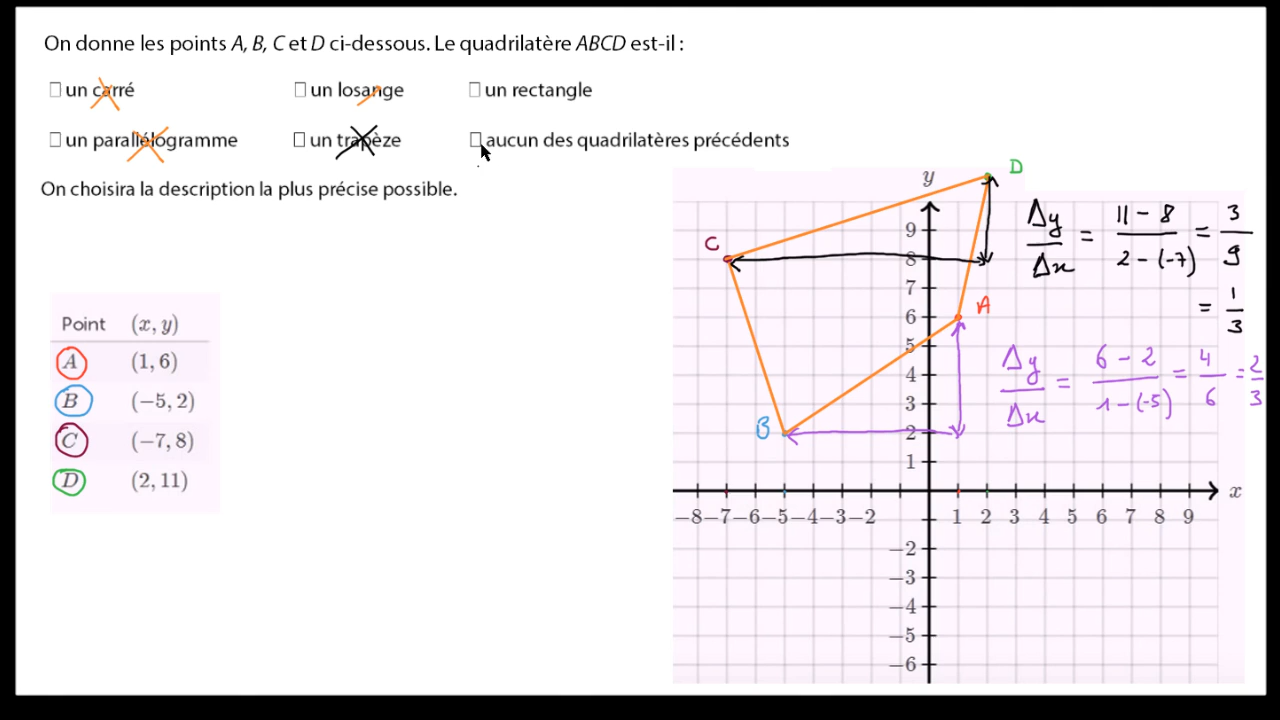 On donne les points A, B, C et D ci-dessous. Le quadrilatère ABCD est-il :
un carré
un losange
un rectangle
un parallélogramme
un trapèze
aucun des quadrilatères précédents
On choisira la description la plus précise possible.
Point (x, y)
A (1, 6)
B (−5, 2)
C (−7, 8)
D (2, 11)
D
y
C
A
B
x
9
8
7
6
5
4
3
2
1
−8 −7 −6 −5 −4 −3 −2 1 2 3 4 5 6 7 8 9
−2
−3
−4
−5
−6
Δy/Δx = (11 − 8)/(2 − (-7)) = 3/9
= 1/3
Δy/Δx = (6 − 2)/(1 − (-5)) = 4/6 = 2/3